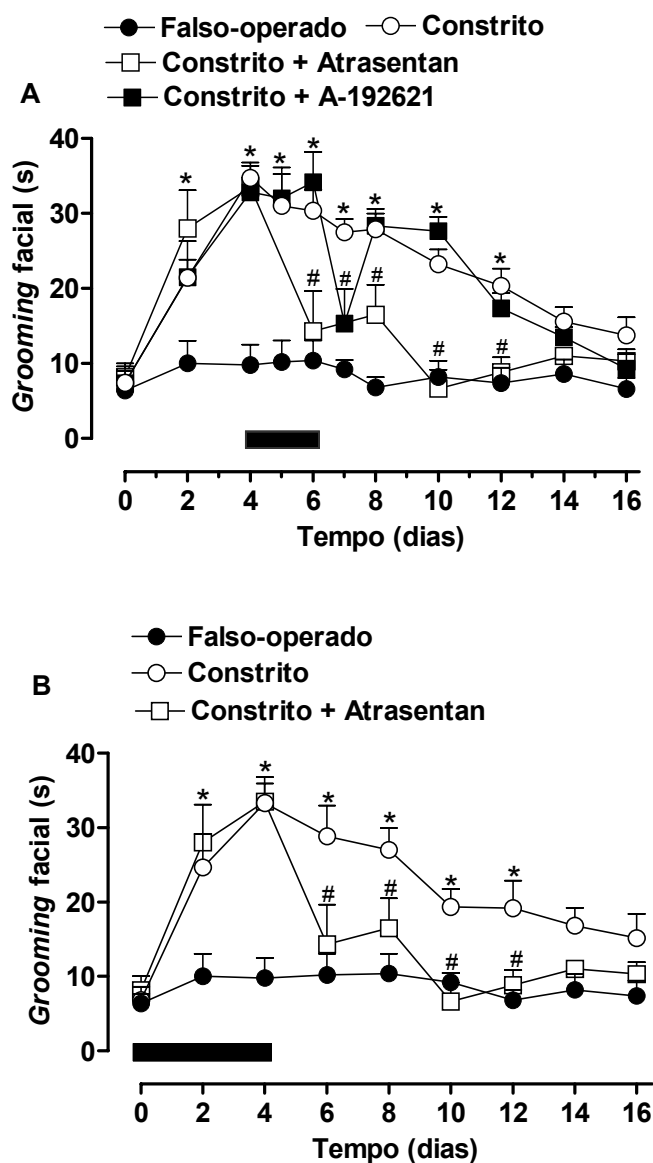 Falso-operado Constrito
Constrito + Atrasentan
A Constrito + A-192621
40
30
20
10
0
Grooming facial (s)
* * * * * * * *
# # # # #
0 2 4 6 8 10 12 14 16
Tempo (dias)
Falso-operado
Constrito
B Constrito + Atrasentan
40
30
20
10
0
Grooming facial (s)
* * * * * *
# # # #
0 2 4 6 8 10 12 14 16
Tempo (dias)